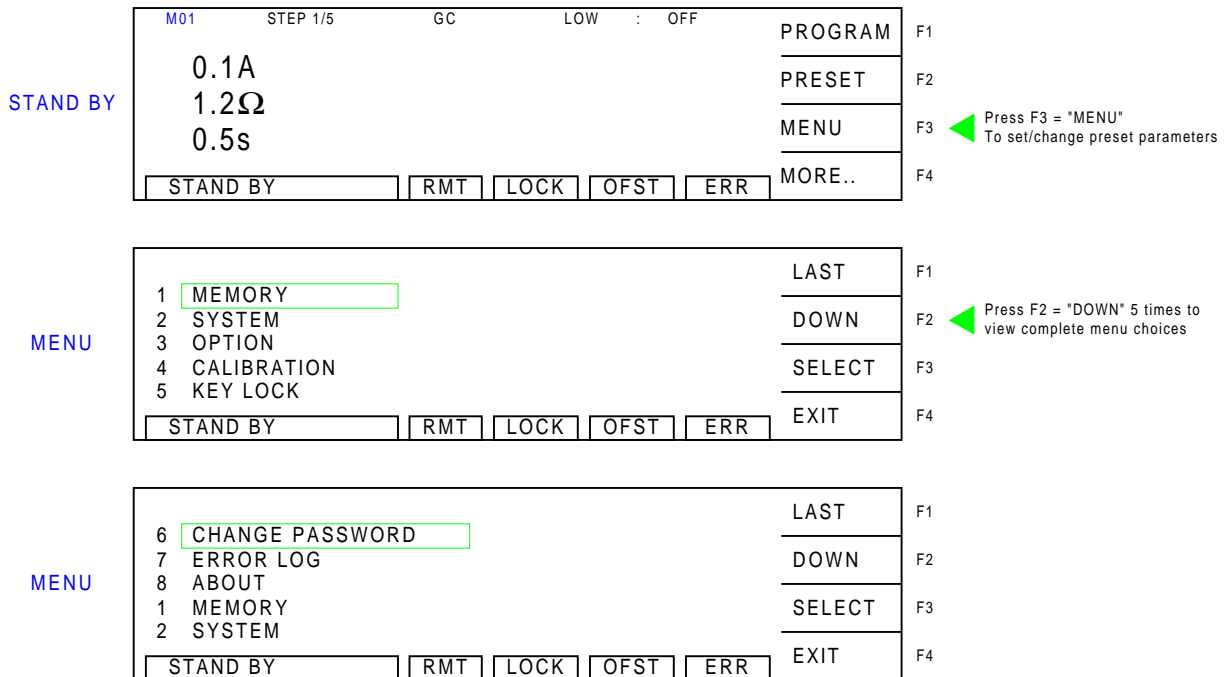 M01 STEP 1/5 GC LOW : OFF
PROGRAM F1
0.1A
PRESET F2
STAND BY
1.2Ω
MENU F3
Press F3 = "MENU"
To set/change preset parameters
0.5s
MORE.. F4
STAND BY RMT LOCK OFST ERR
LAST F1
1 MEMORY
2 SYSTEM
DOWN F2
Press F2 = "DOWN" 5 times to
view complete menu choices
MENU
3 OPTION
4 CALIBRATION
SELECT F3
5 KEY LOCK
EXIT F4
STAND BY RMT LOCK OFST ERR
LAST F1
6 CHANGE PASSWORD
7 ERROR LOG
DOWN F2
MENU
8 ABOUT
1 MEMORY
SELECT F3
2 SYSTEM
EXIT F4
STAND BY RMT LOCK OFST ERR